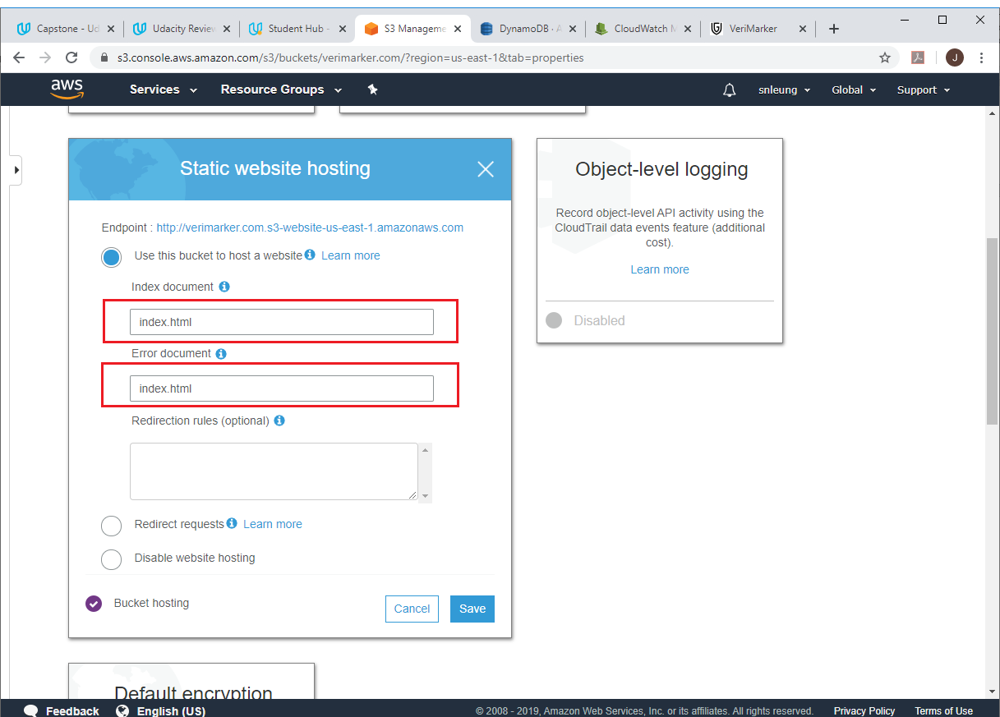 Capstone - Ud
Udacity Review
Student Hub -
S3 Manageme
DynamoDB · A
CloudWatch M
VeriMarker
s3.console.aws.amazon.com/s3/buckets/verimarker.com/?region=us-east-1&tab=properties
J
aws
Services
Resource Groups
snleung
Global
Support
Static website hosting
Endpoint : http://verimarker.com.s3-website-us-east-1.amazonaws.com
Use this bucket to host a website Learn more
Index document
index.html
Error document
index.html
Redirection rules (optional)
Redirect requests Learn more
Disable website hosting
Bucket hosting
Cancel
Save
Object-level logging
Record object-level API activity using the
CloudTrail data events feature (additional
cost).
Learn more
Disabled
Default encryption
Feedback
English (US)
© 2008 - 2019, Amazon Web Services, Inc. or its affiliates. All rights reserved.
Privacy Policy
Terms of Use